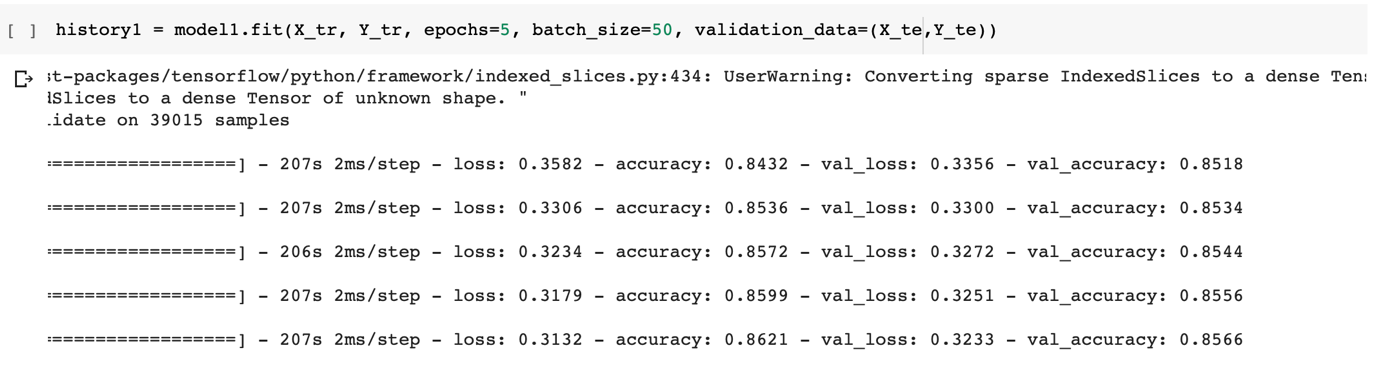 [ ] history1 = model1.fit(X_tr, Y_tr, epochs=5, batch_size=50, validation_data=(X_te,Y_te))
st-packages/tensorflow/python/framework/indexed_slices.py:434: UserWarning: Converting sparse IndexedSlices to a dense Tens
dSlices to a dense Tensor of unknown shape. "
.idate on 39015 samples
==================] - 207s 2ms/step - loss: 0.3582 - accuracy: 0.8432 - val_loss: 0.3356 - val_accuracy: 0.8518
==================] - 207s 2ms/step - loss: 0.3306 - accuracy: 0.8536 - val_loss: 0.3300 - val_accuracy: 0.8534
==================] - 206s 2ms/step - loss: 0.3234 - accuracy: 0.8572 - val_loss: 0.3272 - val_accuracy: 0.8544
==================] - 207s 2ms/step - loss: 0.3179 - accuracy: 0.8599 - val_loss: 0.3251 - val_accuracy: 0.8556
==================] - 207s 2ms/step - loss: 0.3132 - accuracy: 0.8621 - val_loss: 0.3233 - val_accuracy: 0.8566